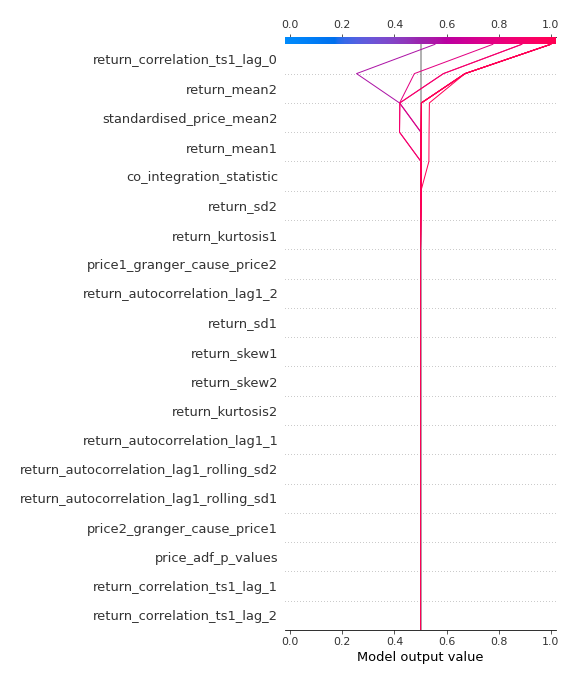 0.0 0.2 0.4 0.6 0.8 1.0
return_correlation_ts1_lag_0
return_mean2
standardised_price_mean2
return_mean1
co_integration_statistic
return_sd2
return_kurtosis1
price1_granger_cause_price2
return_autocorrelation_lag1_2
return_sd1
return_skew1
return_skew2
return_kurtosis2
return_autocorrelation_lag1_1
return_autocorrelation_lag1_rolling_sd2
return_autocorrelation_lag1_rolling_sd1
price2_granger_cause_price1
price_adf_p_values
return_correlation_ts1_lag_1
return_correlation_ts1_lag_2
0.0 0.2 0.4 0.6 0.8 1.0
Model output value